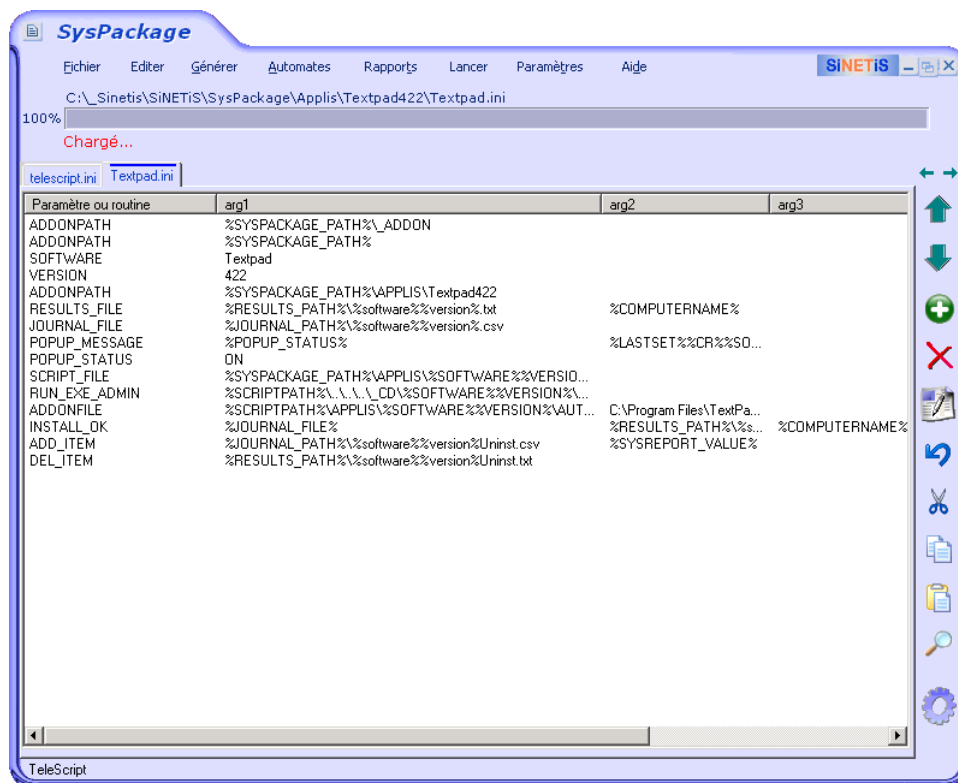 SysPackage
Fichier Editer Générer Automates Rapports Lancer Paramètres Aide SiNETiS
C:\_Sinetis\SiNETiS\SysPackage\Applis\Textpad422\Textpad.ini
100%
Chargé...
telescript.ini Textpad.ini
Paramètre ou routine arg1 arg2 arg3
ADDONPATH %SYSPACKAGE_PATH%\_ADDON
ADDONPATH %SYSPACKAGE_PATH%
SOFTWARE Textpad
VERSION 422
ADDONPATH %SYSPACKAGE_PATH%\APPLIS\Textpad422
RESULTS_FILE %RESULTS_PATH%\%software%%version%.txt %COMPUTERNAME%
JOURNAL_FILE %JOURNAL_PATH%\%software%%version%.csv
POPUP_MESSAGE %POPUP_STATUS% %LASTSET%%CR%%SO...
POPUP_STATUS ON
SCRIPT_FILE %SYSPACKAGE_PATH%\APPLIS\%SOFTWARE%%VERSIO...
RUN_EXE_ADMIN %SCRIPTPATH%\..\..\..\_CD\%SOFTWARE%%VERSION%\...
ADDONFILE %SCRIPTPATH%\APPLIS\%SOFTWARE%%VERSION%\AUT... C:\Program Files\TextPa...
INSTALL_OK %JOURNAL_FILE% %RESULTS_PATH%\%s... %COMPUTERNAME%
ADD_ITEM %JOURNAL_PATH%\%software%%version%Uninst.csv %SYSREPORT_VALUE%
DEL_ITEM %RESULTS_PATH%\%software%%version%Uninst.txt
TeleScript